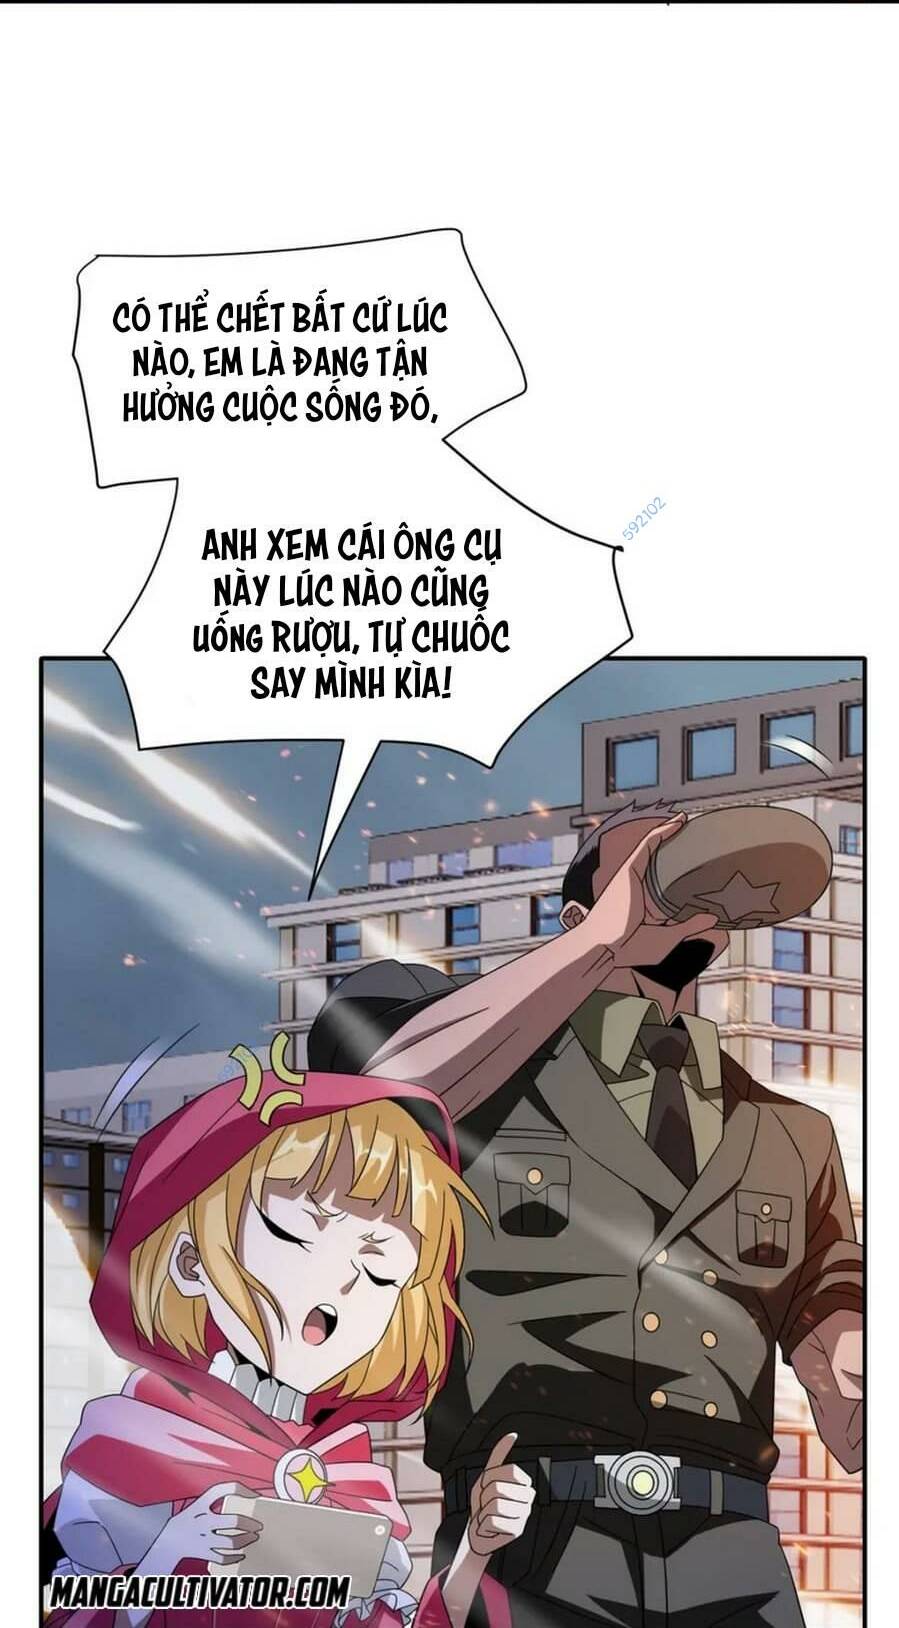 CÓ THỂ CHẾT BẤT CỨ LÚC
NÀO, EM LÀ ĐANG TẬN
HƯỞNG CUỘC SỐNG ĐÓ,
592102
ANH XEM CÁI ÔNG CỤ
NÀY LÚC NÀO CŨNG
UỐNG RƯỢU, TỰ CHUỐC
SAY MÌNH KÌA!
592102
MANGACULTIVATOR.COM